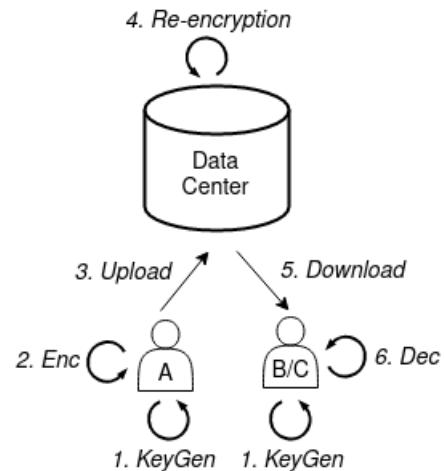 4. Re-encryption
Data
Center
3. Upload
5. Download
2. Enc
A
B/C
6. Dec
1. KeyGen
1. KeyGen